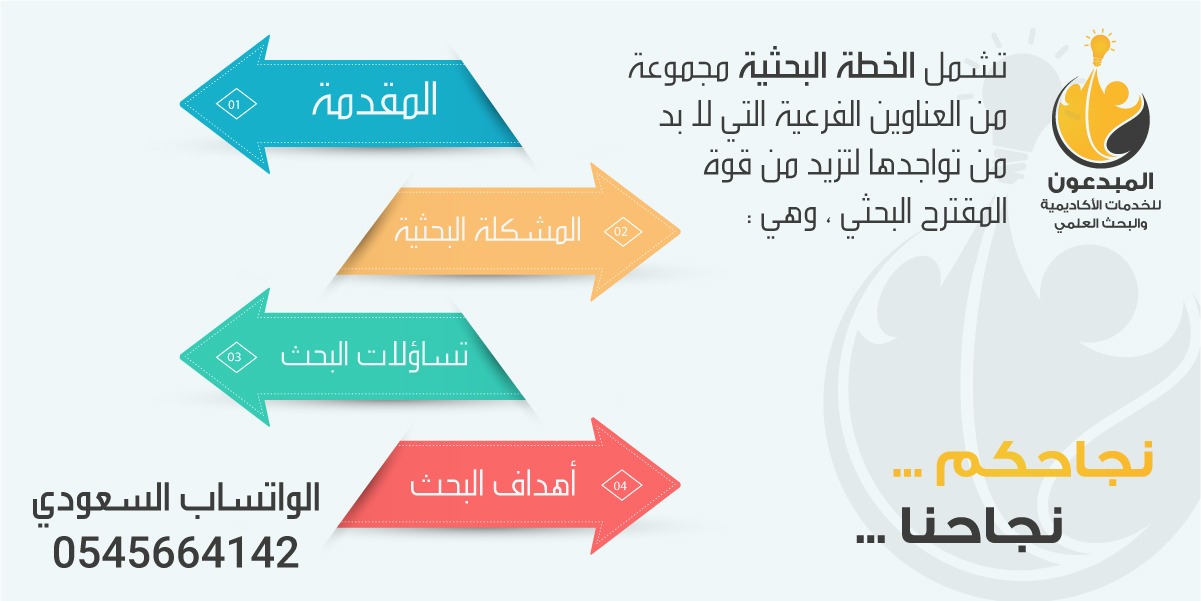 المبدعون
للخدمات الأكاديمية
والبحث العلمي
تشمل الخطة البحثية مجموعة
من العناوين الفرعية التي لا بد
من تواجدها لتزيد من قوة
المقترح البحثي ، وهي :
01 المقدمة
02 المشكلة البحثية
03 تساؤلات البحث
04 أهداف البحث
نجاحكم ...
نجاحنا ...
الواتساب السعودي
0545664142